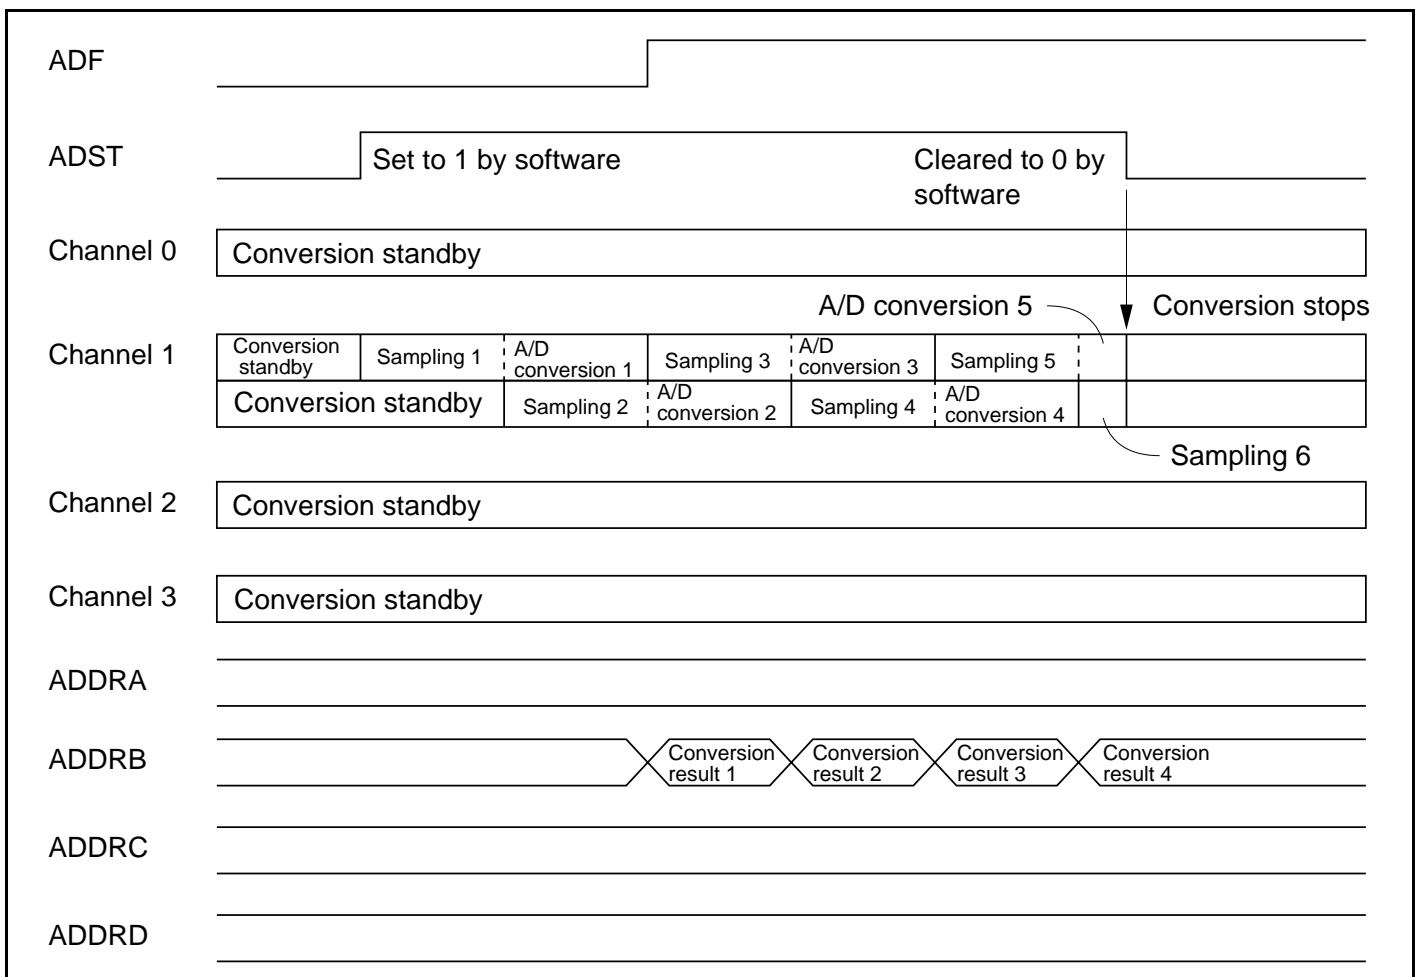 ADF
ADST
Set to 1 by software
Cleared to 0 by
software
Channel 0
Conversion standby
A/D conversion 5
Conversion stops
Channel 1
Conversion
standby
Sampling 1
A/D
conversion 1
Sampling 3
A/D
conversion 3
Sampling 5
Conversion standby
Sampling 2
A/D
conversion 2
Sampling 4
A/D
conversion 4
Sampling 6
Channel 2
Conversion standby
Channel 3
Conversion standby
ADDRA
ADDRB
Conversion
result 1
Conversion
result 2
Conversion
result 3
Conversion
result 4
ADDRC
ADDRD